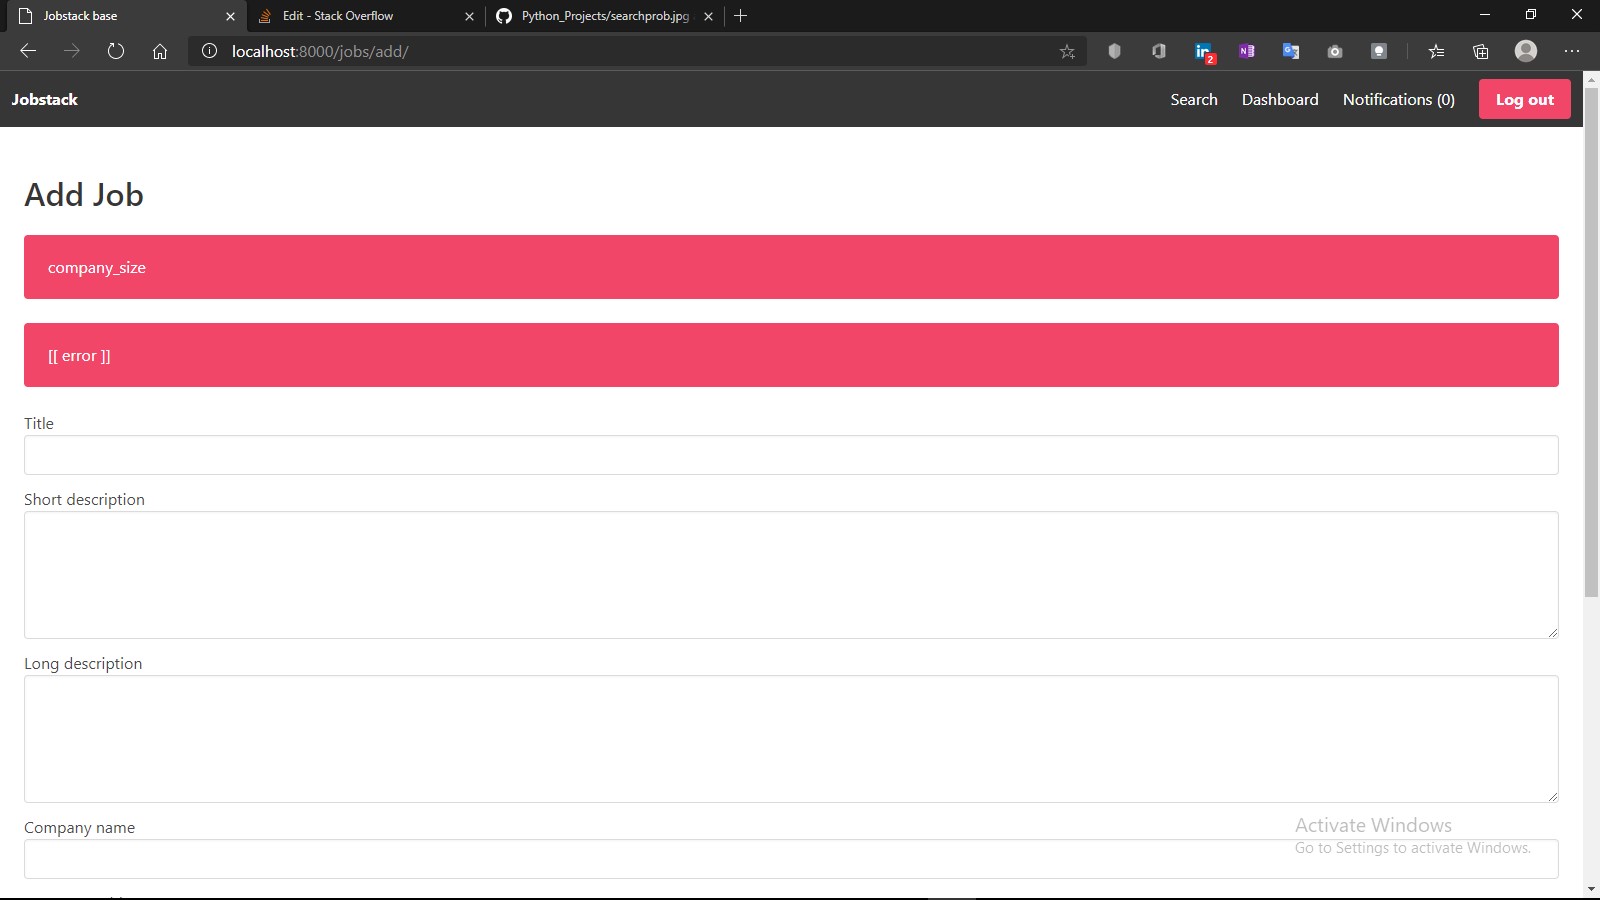 Jobstack base
Edit - Stack Overflow
Python_Projects/searchprob.jpg
localhost:8000/jobs/add/
2
Jobstack
Search
Dashboard
Notifications (0)
Log out
Add Job
company_size
[[ error ]]
Title
Short description
Long description
Company name
Activate Windows
Go to Settings to activate Windows.